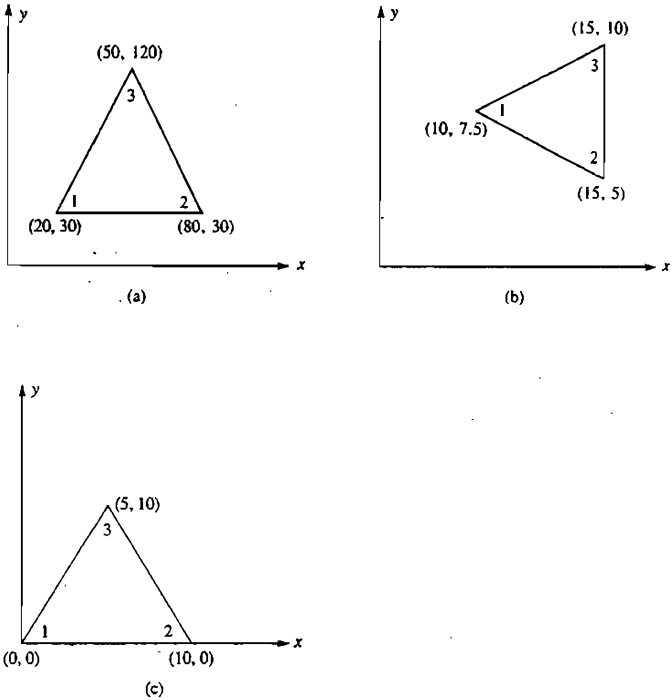 y
(50, 120)
3
1
2
(20, 30)
(80, 30)
x
(a)
y
(15, 10)
3
1
(10, 7.5)
2
(15, 5)
x
(b)
y
(5, 10)
3
1
2
x
(0, 0)
(10, 0)
(c)